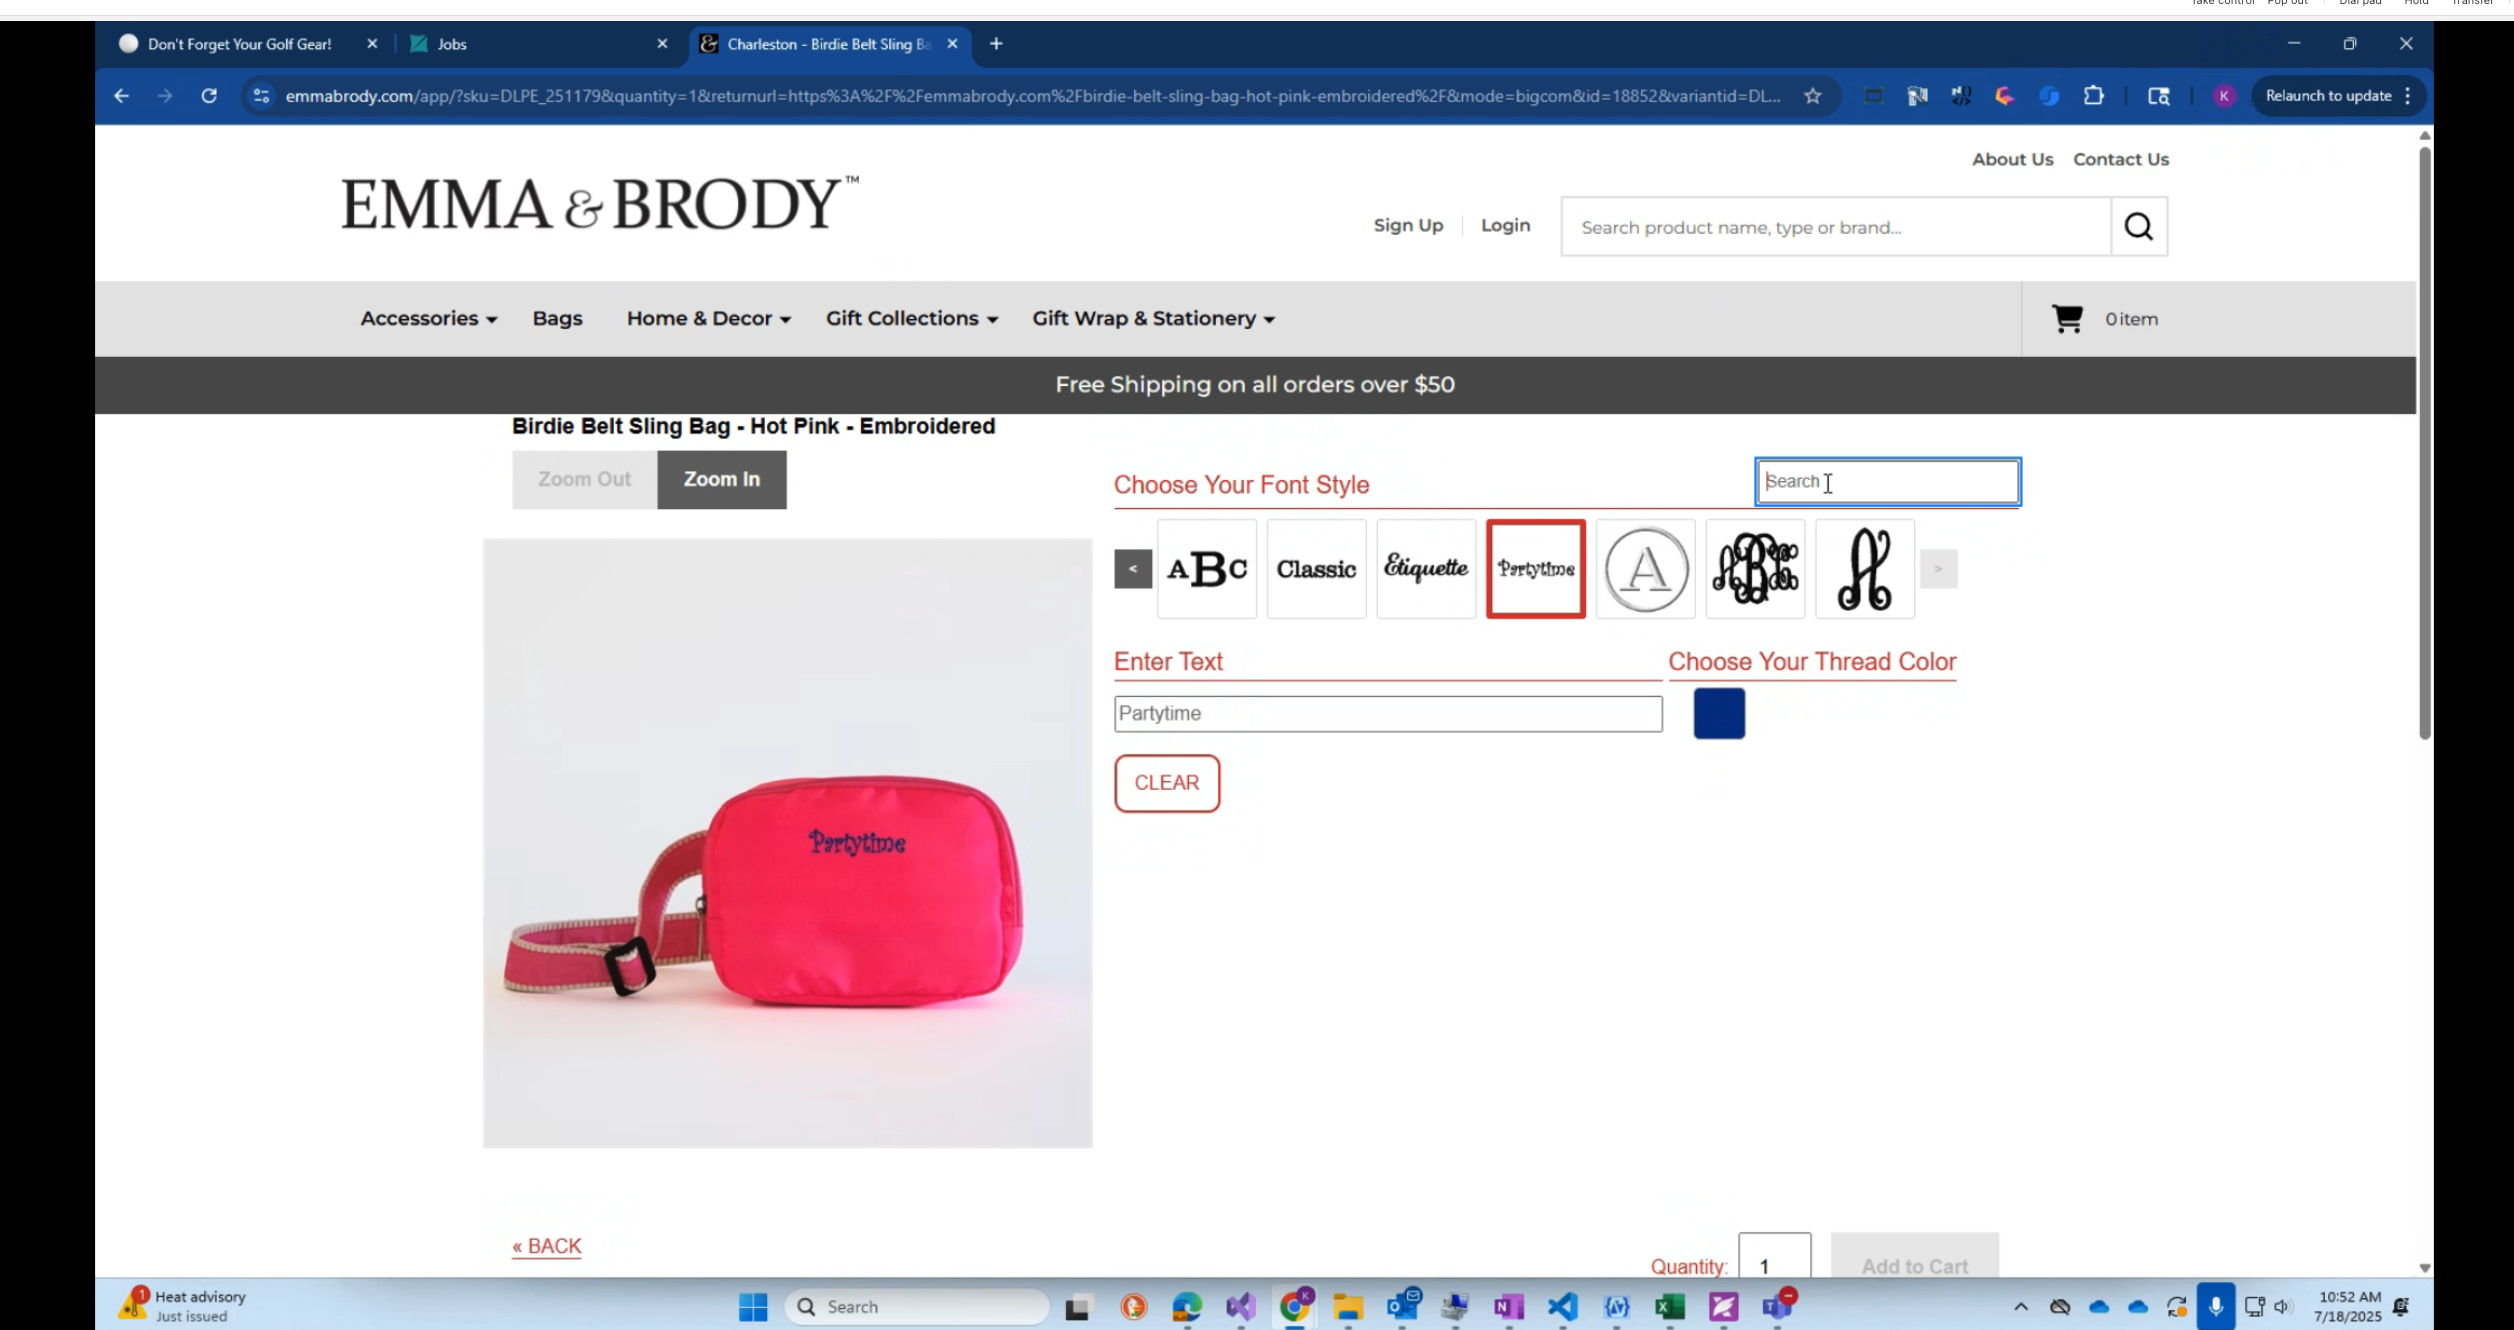 Take control Pop out Dial pad Hold Transfer
Don't Forget Your Golf Gear!
Jobs
Charleston - Birdie Belt Sling Ba
emmabrody.com/app/?sku=DLPE_251179&quantity=1&returnurl=https%3A%2F%2Femmabrody.com%2Fbirdie-belt-sling-bag-hot-pink-embroidered%2F&mode=bigcom&id=18852&variantid=DL...
K
Relaunch to update
About Us Contact Us
EMMA & BRODY™
Sign Up Login
Search product name, type or brand...
Accessories Bags Home & Decor Gift Collections Gift Wrap & Stationery
0 item
Free Shipping on all orders over $50
Birdie Belt Sling Bag - Hot Pink - Embroidered
Zoom Out Zoom In
Choose Your Font Style
Search
< ABC Classic Etiquette Partytime A ABC A >
Enter Text
Choose Your Thread Color
Partytime
CLEAR
Partytime
« BACK
Quantity: 1
Add to Cart
1
Heat advisory
Just issued
Search
10:52 AM
7/18/2025